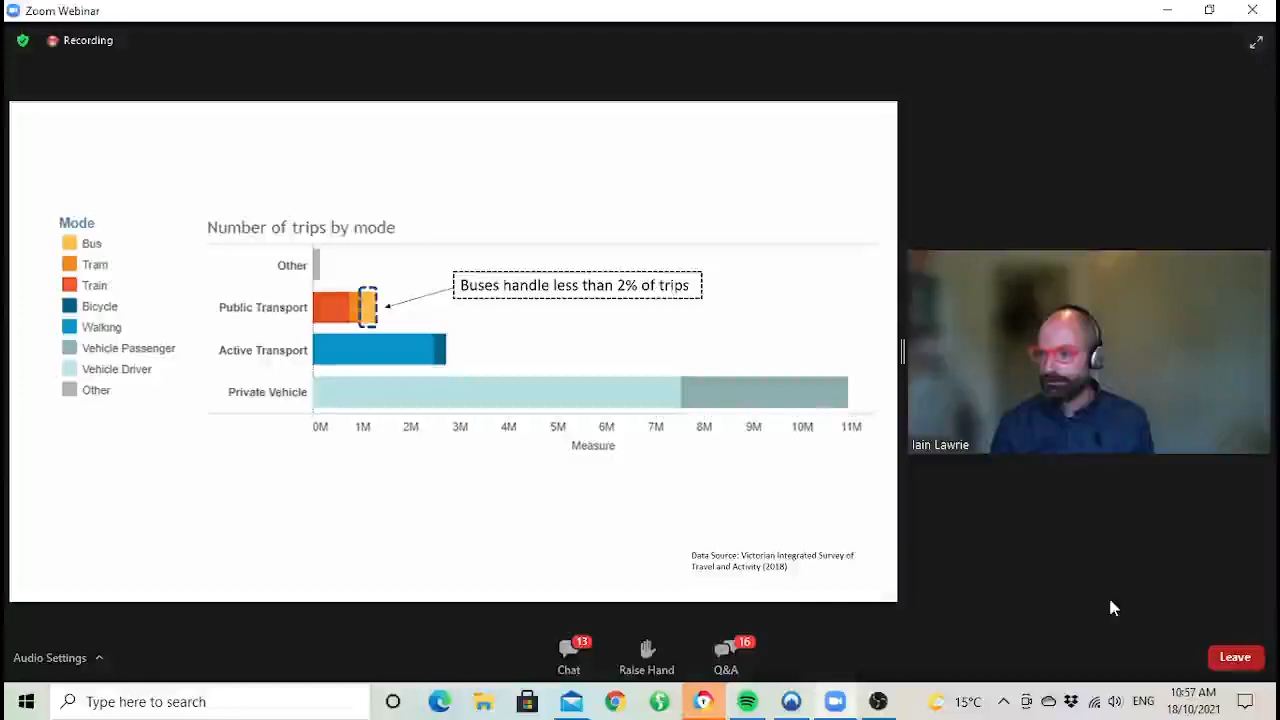 Zoom Webinar
Recording
Mode
Bus
Tram
Train
Bicycle
Walking
Vehicle Passenger
Vehicle Driver
Other
Number of trips by mode
Other
Public Transport
Active Transport
Private Vehicle
Buses handle less than 2% of trips
0M 1M 2M 3M 4M 5M 6M 7M 8M 9M 10M 11M
Measure
Data Source: Victorian Integrated Survey of
Travel and Activity (2018)
Iain Lawrie
Audio Settings
Chat
13
Raise Hand
Q&A
16
Leave
Type here to search
15°C
ENG
10:57 AM
18/10/2021